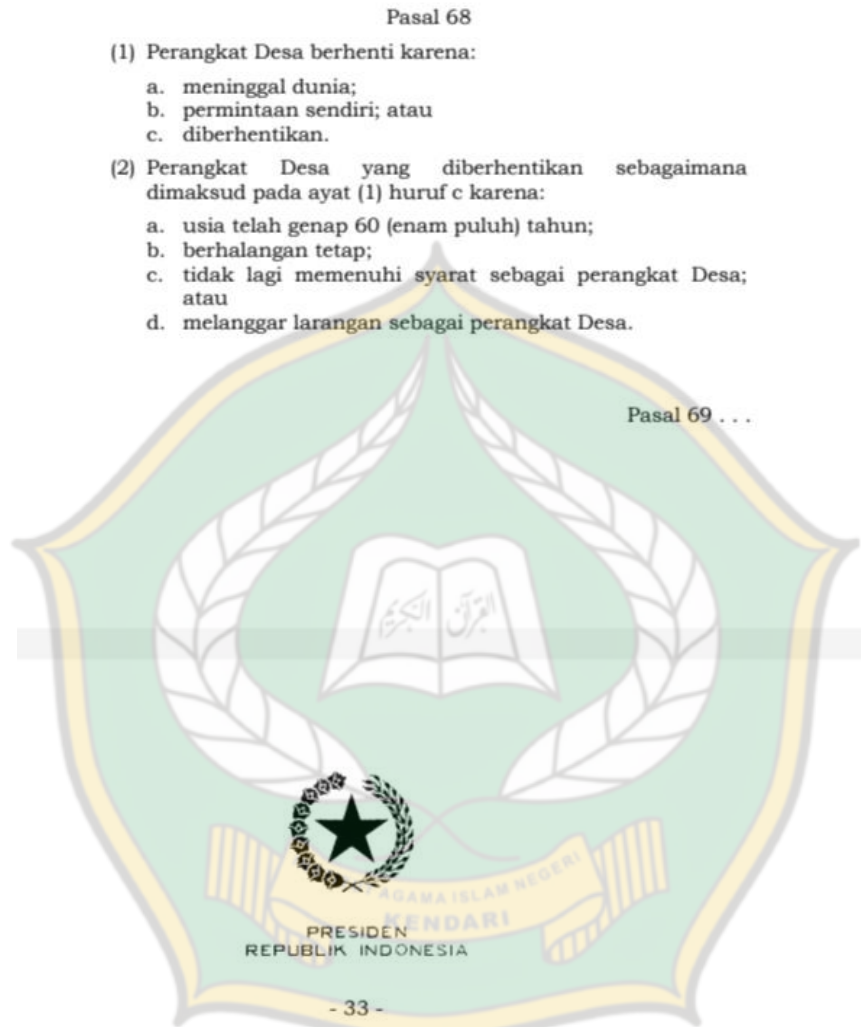 Pasal 68
(1) Perangkat Desa berhenti karena:
a. meninggal dunia;
b. permintaan sendiri; atau
c. diberhentikan.
(2) Perangkat Desa yang diberhentikan sebagaimana
dimaksud pada ayat (1) huruf c karena:
a. usia telah genap 60 (enam puluh) tahun;
b. berhalangan tetap;
c. tidak lagi memenuhi syarat sebagai perangkat Desa;
atau
d. melanggar larangan sebagai perangkat Desa.
Pasal 69 . . .
القرآن الكريم
AGAMA ISLAM NEGERI
KENDARI
PRESIDEN
REPUBLIK INDONESIA
- 33 -